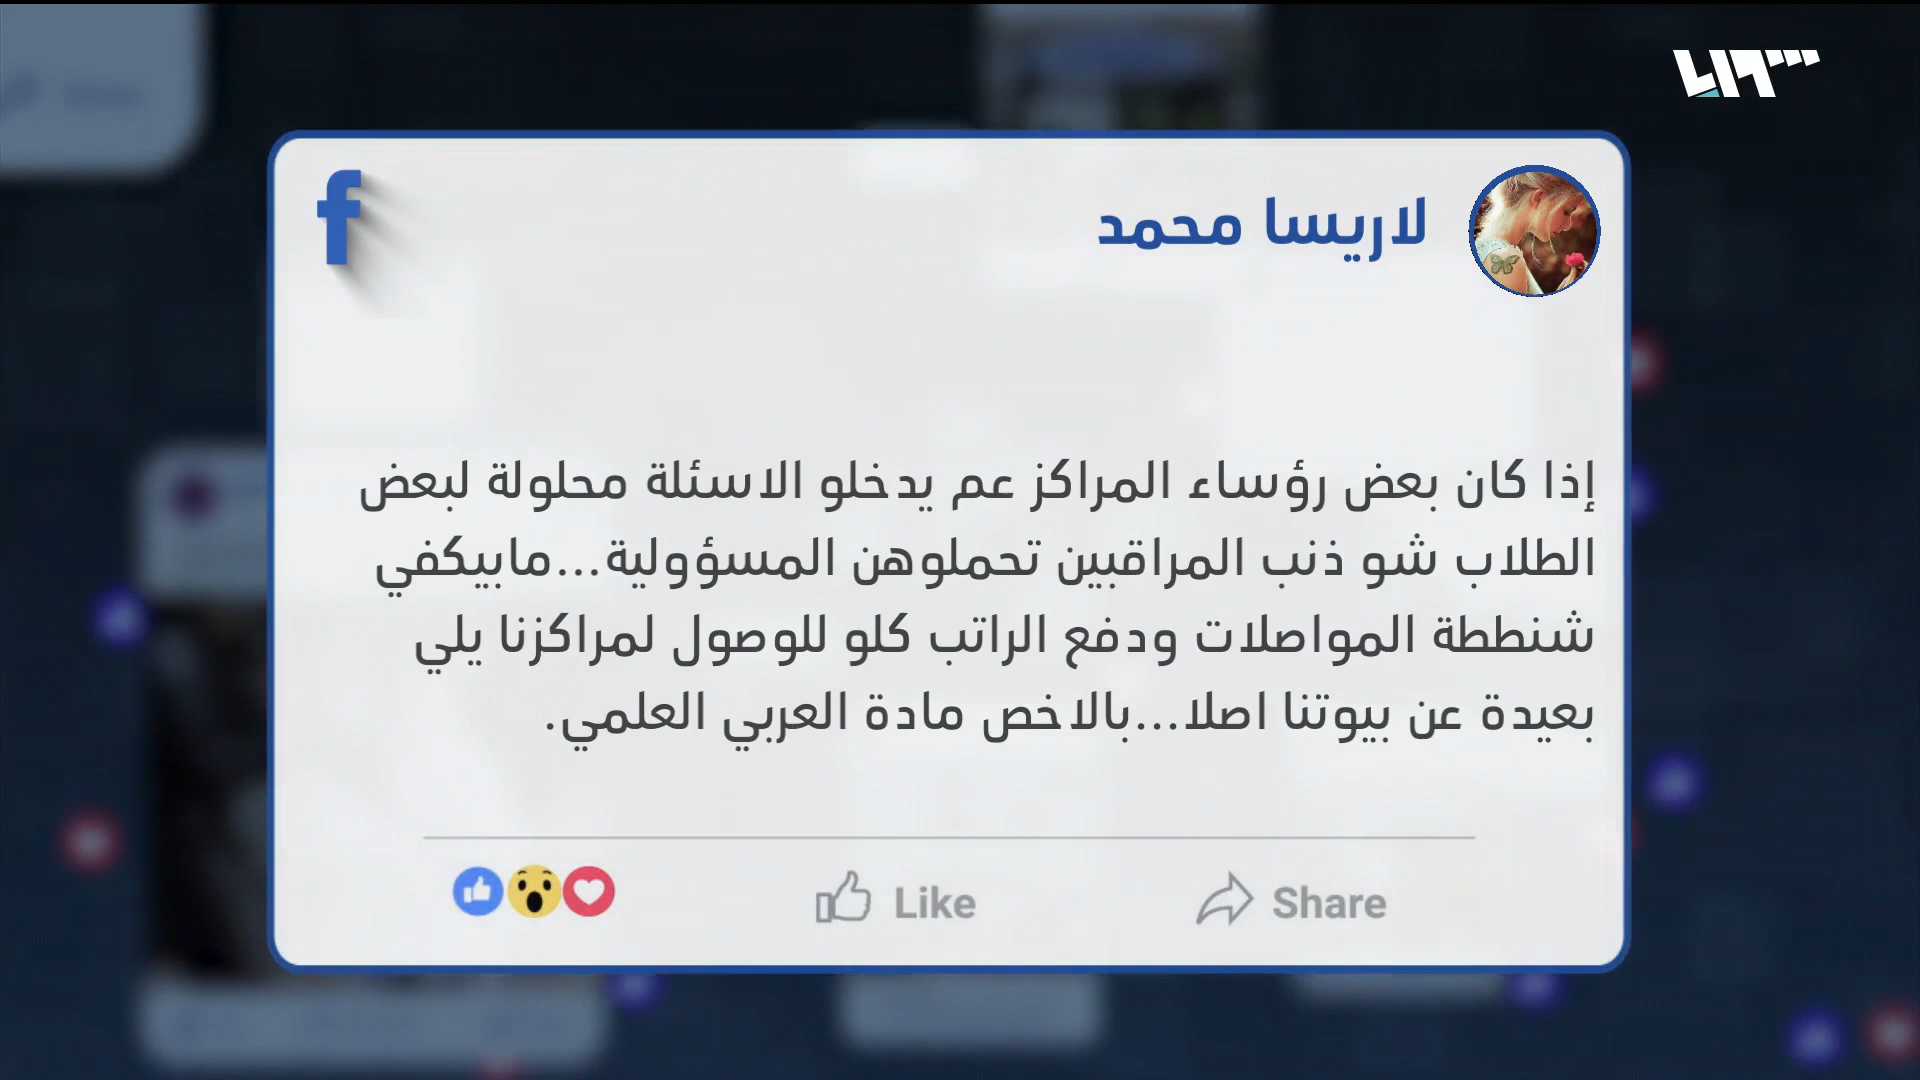 لاريسا محمد
إذا كان بعض رؤساء المراكز عم يدخلو الاسئلة محلولة لبعض
الطلاب شو ذنب المراقبين تحملوهن المسؤولية...مابيكفي
شنططة المواصلات ودفع الراتب كلو للوصول لمراكزنا يلي
بعيدة عن بيوتنا اصلا...بالاخص مادة العربي العلمي.
Like
Share